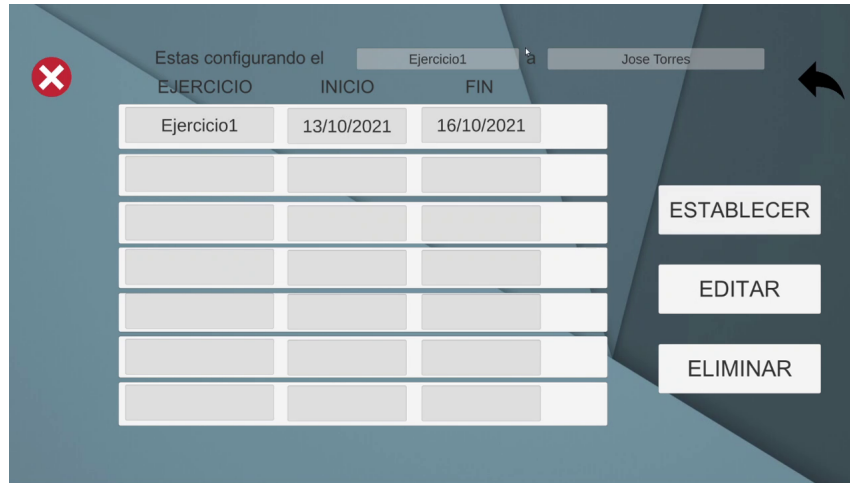 Estas configurando el Ejercicio1 a Jose Torres
EJERCICIO INICIO FIN
Ejercicio1 13/10/2021 16/10/2021
ESTABLECER
EDITAR
ELIMINAR